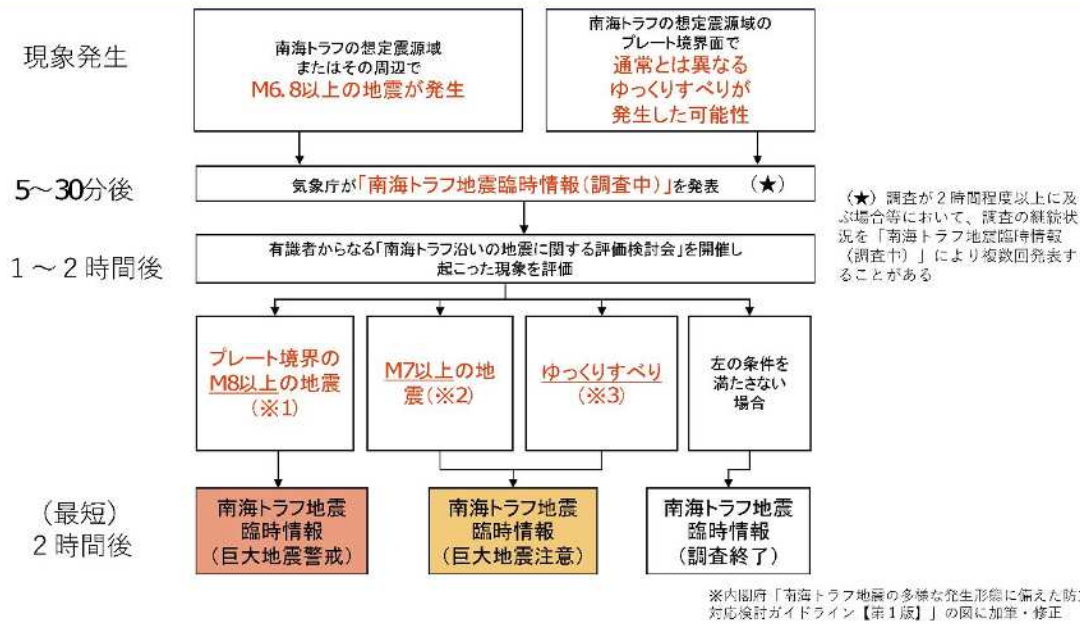 現象発生
南海トラフの想定震源域
またはその周辺で
M6.8以上の地震が発生
南海トラフの想定震源域の
プレート境界面で
通常とは異なる
ゆっくりすべりが
発生した可能性
5～30分後
気象庁が「南海トラフ地震臨時情報(調査中)」を発表 (★)
(★)調査が2時間程度以上に及
ぶ場合等において、調査の継続状
況を「南海トラフ地震臨時情報
(調査中)」により複数回発表す
ることがある
1～2時間後
有識者からなる「南海トラフ沿いの地震に関する評価検討会」を開催し
起こった現象を評価
プレート境界の
M8以上の地震
(※1)
M7以上の地
震(※2)
ゆっくりすべり
(※3)
左の条件を
満たさない
場合
(最短)
2時間後
南海トラフ地震
臨時情報
(巨大地震警戒)
南海トラフ地震
臨時情報
(巨大地震注意)
南海トラフ地震
臨時情報
(調査終了)
※内閣府「南海トラフ地震の多様な発生形態に備えた防
対応検討ガイドライン【第1版】」の図に加筆・修正